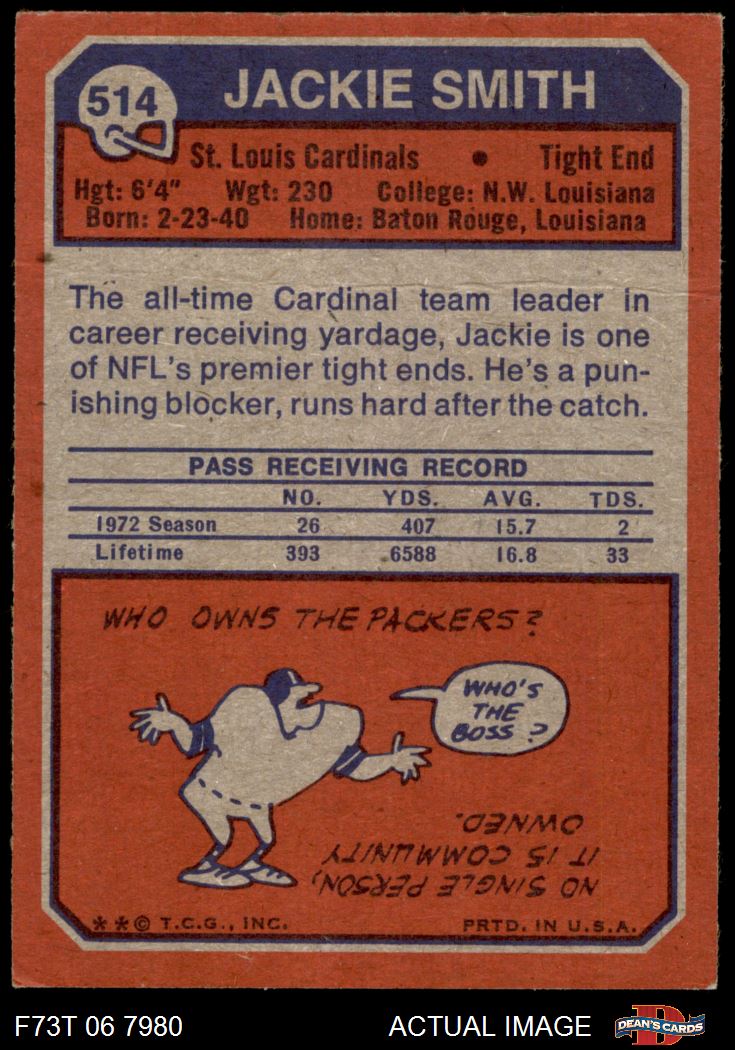 514
JACKIE SMITH
St. Louis Cardinals • Tight End
Hgt: 6'4" Wgt: 230 College: N.W. Louisiana
Born: 2-23-40 Home: Baton Rouge, Louisiana
The all-time Cardinal team leader in
career receiving yardage, Jackie is one
of NFL's premier tight ends. He's a pun-
ishing blocker, runs hard after the catch.
PASS RECEIVING RECORD
NO. YDS. AVG. TDS.
1972 Season 26 407 15.7 2
Lifetime 393 6588 16.8 33
WHO OWNS THE PACKERS?
WHO'S
THE
BOSS?
NO SINGLE PERSON,
IT IS COMMUNITY
OWNED.
**© T.C.G., INC. PRTD. IN U.S.A.
F73T 06 7980 ACTUAL IMAGE
D
DEAN'S CARDS